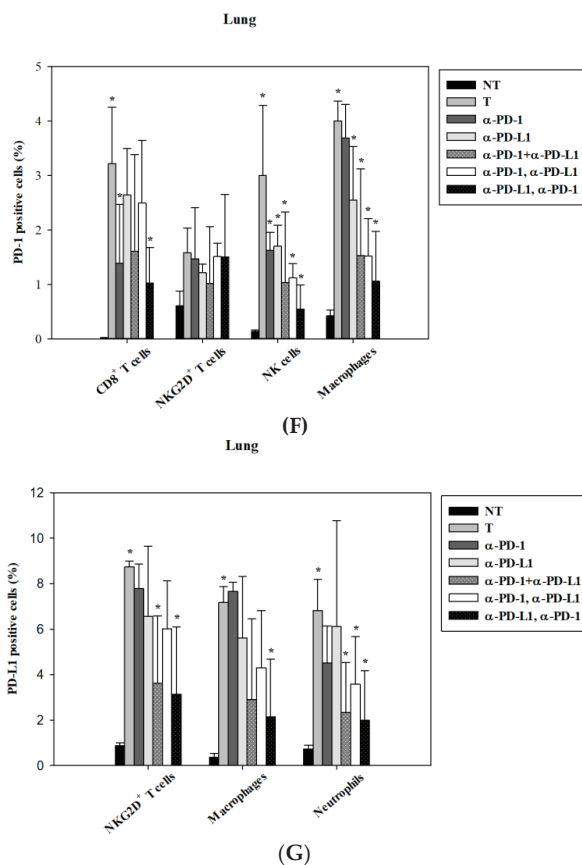 Lung
5
4
3
2
1
0
PD-1 positive cells (%)
* * * * * * * * * * * * *
CD8+ T cells
NKG2D+ T cells
NK cells
Macrophages
NT
T
α-PD-1
α-PD-L1
α-PD-1+α-PD-L1
α-PD-1, α-PD-L1
α-PD-L1, α-PD-1
(F)
Lung
12
10
8
6
4
2
0
PD-L1 positive cells (%)
* * * * * * * * *
NKG2D+ T cells
Macrophages
Neutrophils
NT
T
α-PD-1
α-PD-L1
α-PD-1+α-PD-L1
α-PD-1, α-PD-L1
α-PD-L1, α-PD-1
(G)